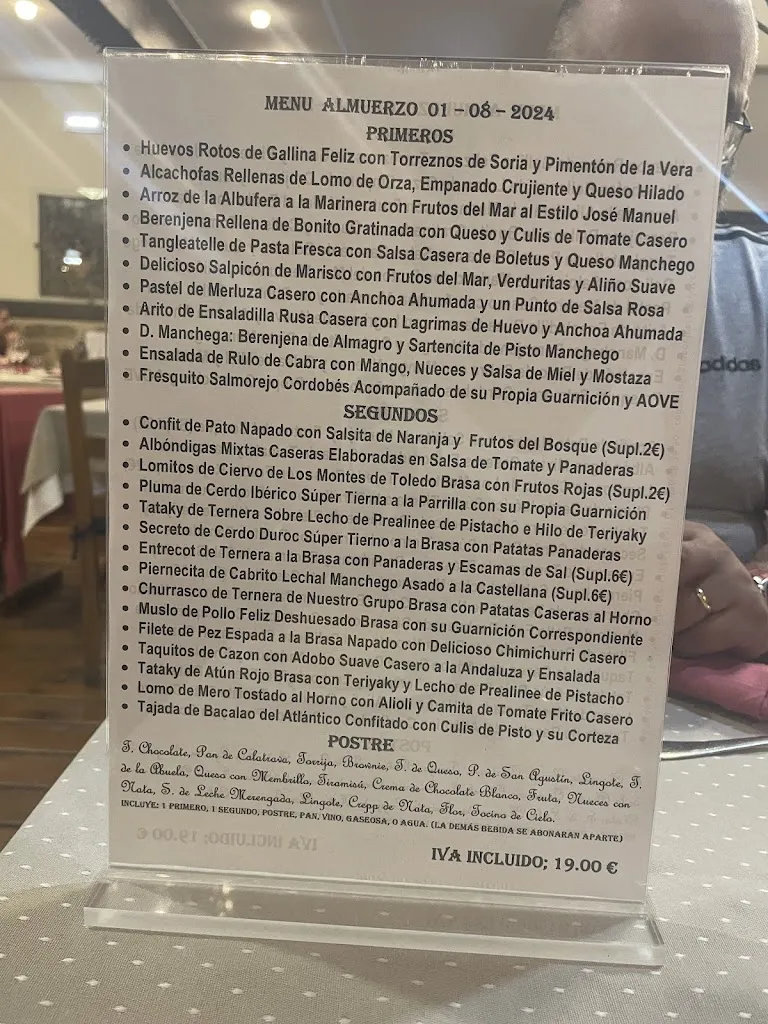 MENU ALMUERZO 01 – 08 – 2024
PRIMEROS
• Huevos Rotos de Gallina Feliz con Torreznos de Soria y Pimentón de la Vera
• Alcachofas Rellenas de Lomo de Orza, Empanado Crujiente y Queso Hilado
• Arroz de la Albufera a la Marinera con Frutos del Mar al Estilo José Manuel
• Berenjena Rellena de Bonito Gratinada con Queso y Culis de Tomate Casero
• Tangleatelle de Pasta Fresca con Salsa Casera de Boletus y Queso Manchego
• Delicioso Salpicón de Marisco con Frutos del Mar, Verduritas y Aliño Suave
• Pastel de Merluza Casero con Anchoa Ahumada y un Punto de Salsa Rosa
• Arito de Ensaladilla Rusa Casera con Lagrimas de Huevo y Anchoa Ahumada
• D. Manchega: Berenjena de Almagro y Sartencita de Pisto Manchego
• Ensalada de Rulo de Cabra con Mango, Nueces y Salsa de Miel y Mostaza
• Fresquito Salmorejo Cordobés Acompañado de su Propia Guarnición y AOVE
SEGUNDOS
• Confit de Pato Napado con Salsita de Naranja y Frutos del Bosque (Supl.2€)
• Albóndigas Mixtas Caseras Elaboradas en Salsa de Tomate y Panaderas
• Lomitos de Ciervo de Los Montes de Toledo Brasa con Frutos Rojas (Supl.2€)
• Pluma de Cerdo Ibérico Súper Tierna a la Parrilla con su Propia Guarnición
• Tataky de Ternera Sobre Lecho de Prealinee de Pistacho e Hilo de Teriyaky
• Secreto de Cerdo Duroc Súper Tierno a la Brasa con Patatas Panaderas
• Entrecot de Ternera a la Brasa con Panaderas y Escamas de Sal (Supl.6€)
• Piernecita de Cabrito Lechal Manchego Asado a la Castellana (Supl.6€)
• Churrasco de Ternera de Nuestro Grupo Brasa con Patatas Caseras al Horno
• Muslo de Pollo Feliz Deshuesado Brasa con su Guarnición Correspondiente
• Filete de Pez Espada a la Brasa Napado con Delicioso Chimichurri Casero
• Taquitos de Cazon con Adobo Suave Casero a la Andaluza y Ensalada
• Tataky de Atún Rojo Brasa con Teriyaky y Lecho de Prealinee de Pistacho
• Lomo de Mero Tostado al Horno con Alioli y Camita de Tomate Frito Casero
• Tajada de Bacalao del Atlántico Confitado con Culis de Pisto y su Corteza
POSTRE
T. Chocolate, Pan de Calatrava, Torrija, Brownie, T. de Queso, P. de San Agustín, Lingote, T.
de la Abuela, Queso con Membrillo, Tiramisú, Crema de Chocolate Blanco, Fruta, Nueces con
Nata, S. de Leche Merengada, Lingote, Crepp de Nata, Flor, Tocino de Cielo.
INCLUYE: 1 PRIMERO, 1 SEGUNDO, POSTRE, PAN, VINO, GASEOSA, O AGUA. (LA DEMÁS BEBIDA SE ABONARAN APARTE)
IVA INCLUIDO; 19.00 €
adidas